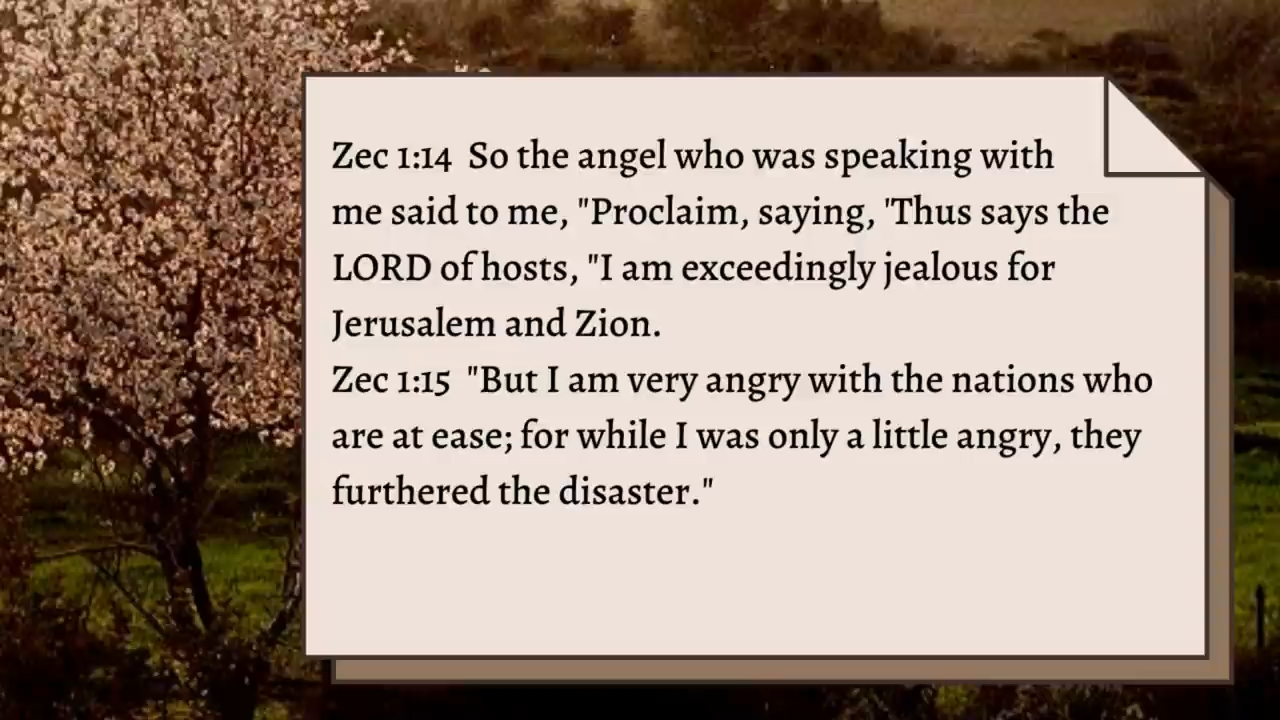 Zec 1:14  So the angel who was speaking with
me said to me, "Proclaim, saying, 'Thus says the
LORD of hosts, "I am exceedingly jealous for
Jerusalem and Zion.
Zec 1:15  "But I am very angry with the nations who
are at ease; for while I was only a little angry, they
furthered the disaster."